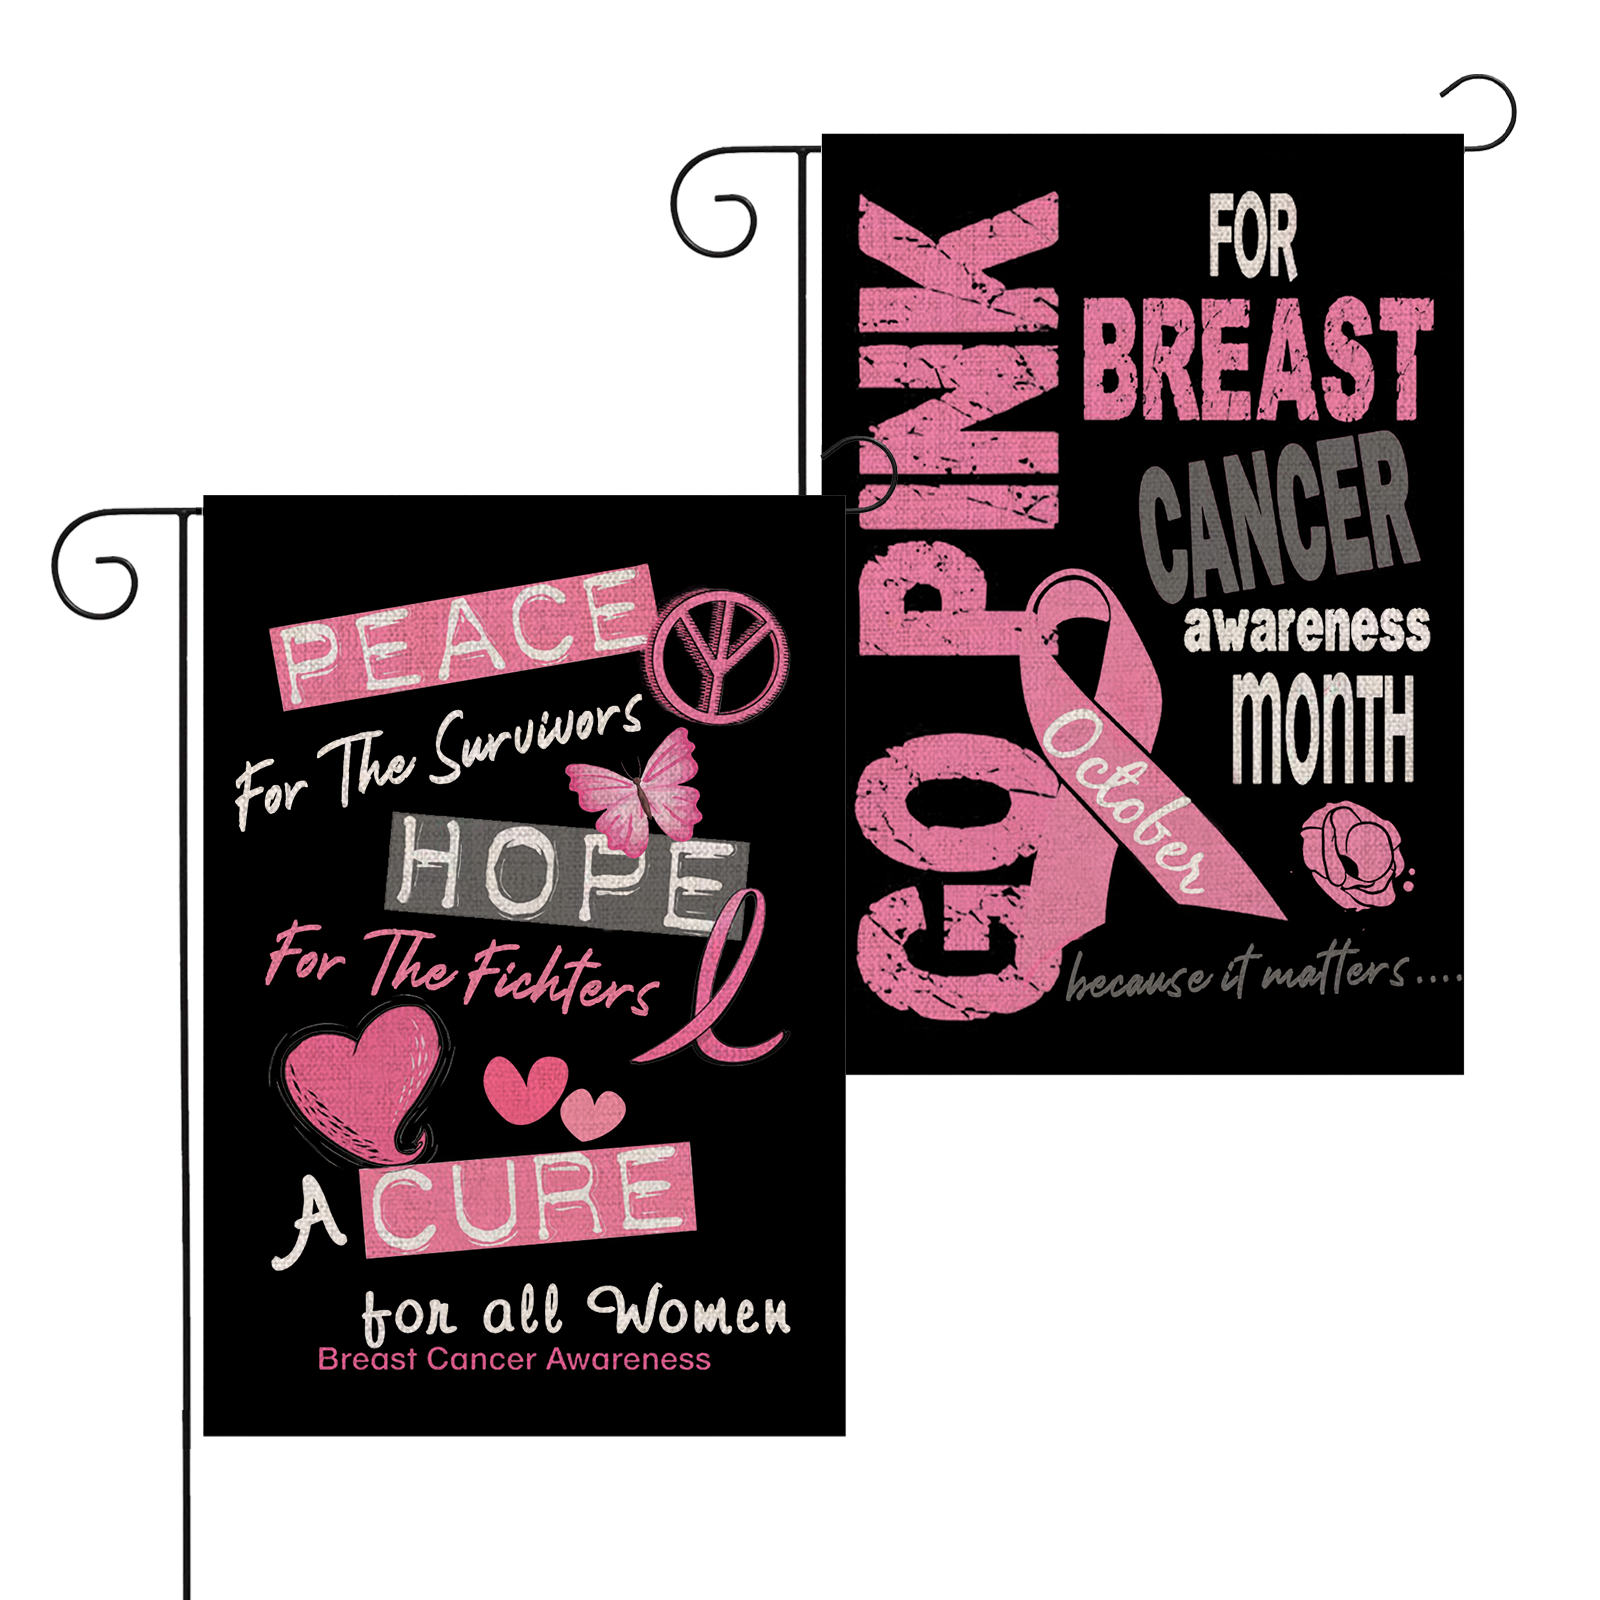 PEACE
For The Survivors
HOPE
For The Fichters
A CURE
for all Women
Breast Cancer Awareness
GO PINK
FOR
BREAST
CANCER
awareness
MONTH
October
because it matters....